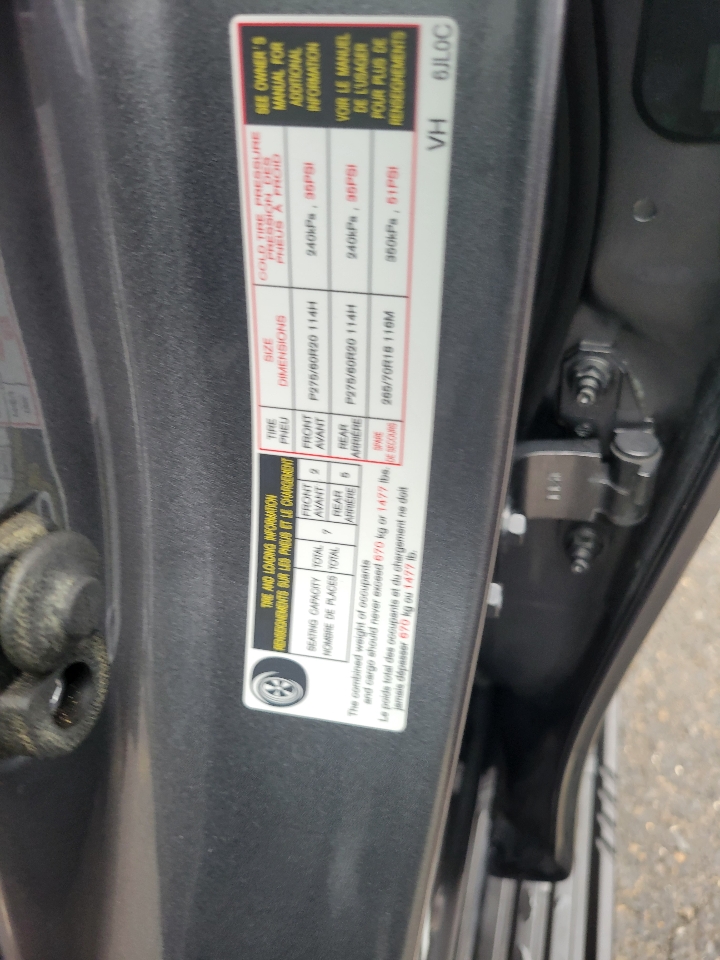 TIRE AND LOADING INFORMATION
RENSEIGNEMENTS SUR LES PNEUS ET LE CHARGEMENT
SEATING CAPACITY TOTAL 7 FRONT AVANT 2
NOMBRE DE PLACES TOTAL REAR ARRIÈRE 5
The combined weight of occupants
and cargo should never exceed 670 kg or 1477 lbs.
Le poids total des occupants et du chargement ne doit
jamais dépasser 670 kg ou 1477 lb.
TIRE PNEU SIZE DIMENSIONS COLD TIRE PRESSURE PRESSION DES PNEUS À FROID
FRONT AVANT P275/60R20 114H 240kPa, 35PSI
REAR ARRIÈRE P275/60R20 114H 240kPa, 35PSI
SPARE DE SECOURS 265/70R18 116M 350kPa, 51PSI
SEE OWNER'S
MANUAL FOR
ADDITIONAL
INFORMATION
VOIR LE MANUEL
DE L'USAGER
POUR PLUS DE
RENSEIGNEMENTS
VH 6JL0C